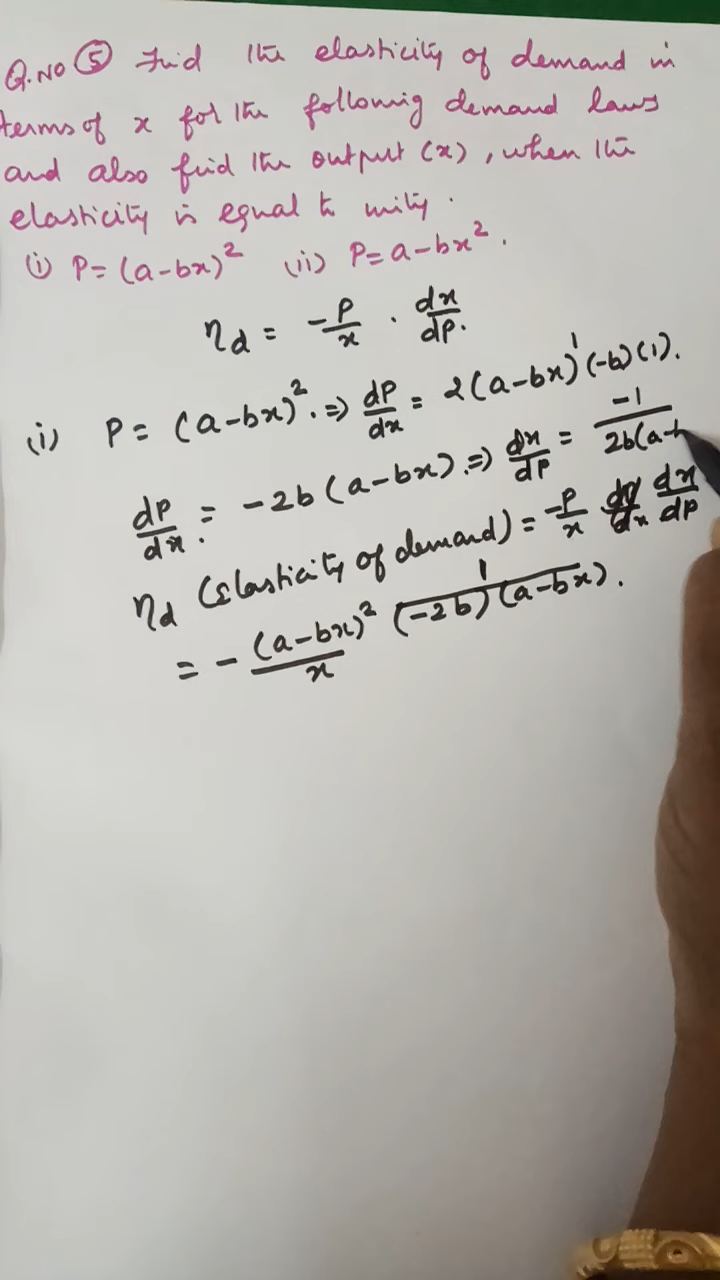 Q.NO ⑤ Find the elasticity of demand in
terms of x for the following demand laws
and also find the output (x), when the
elasticity is equal to unity.
(i) P=(a-bx)²   (ii) P=a-bx².
ηd = -P/x . dx/dP.
(i) P = (a-bx)². ⇒ dP/dx = 2(a-bx)¹(-b)(1).
dP/dx = -2b(a-bx). ⇒ dx/dP = -1/2b(a-b
ηd (Elasticity of demand) = -P/x dx/dP
= -(a-bx)²/x 1/(-2b)(a-bx).